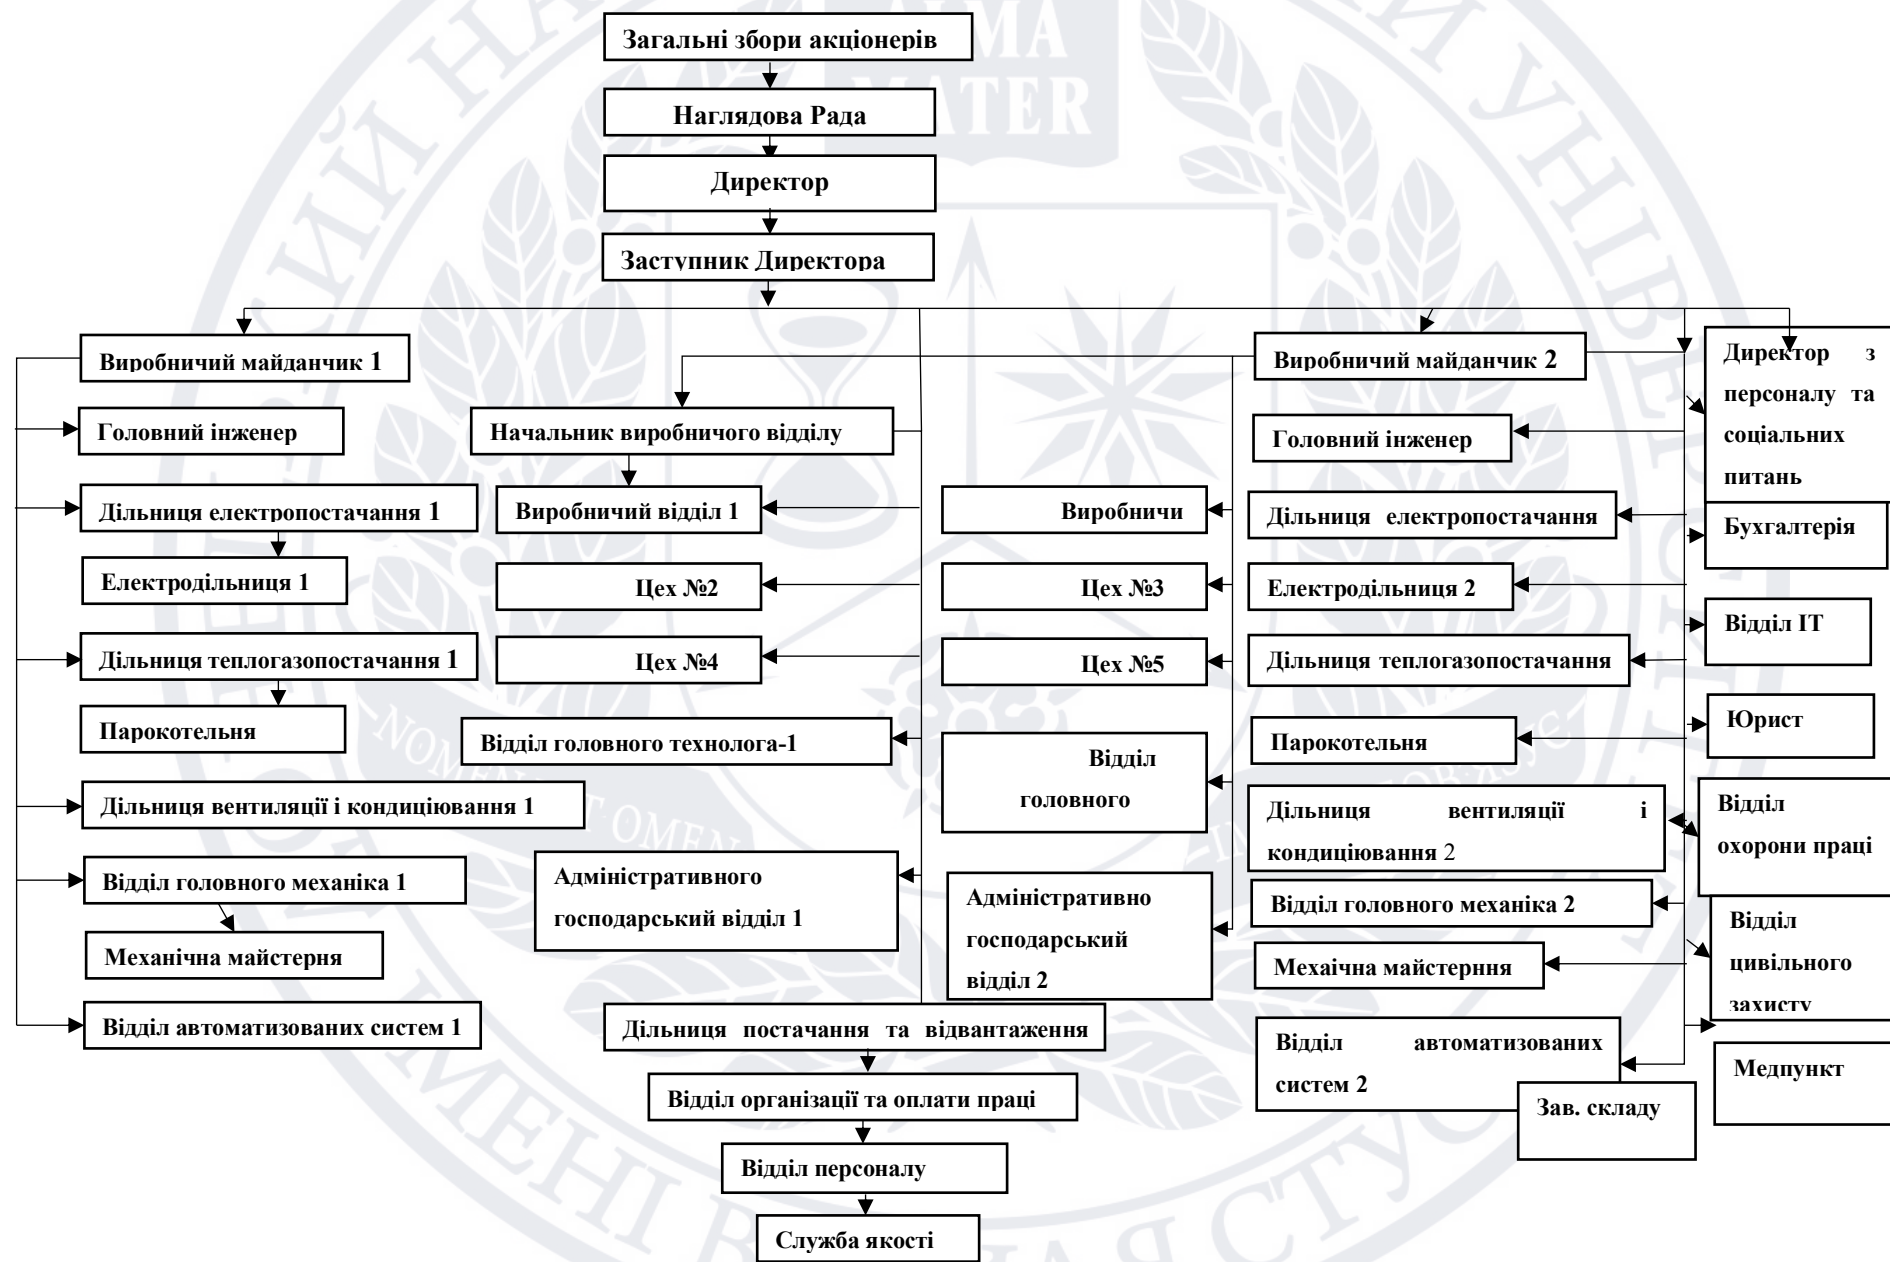 Загальні збори акціонерів
Наглядова Рада
Директор
Заступник Директора
Виробничий майданчик 1
Головний інженер
Дільниця електропостачання 1
Електродільниця 1
Дільниця теплогазопостачання 1
Парокотельня
Дільниця вентиляції і кондиціювання 1
Відділ головного механіка 1
Механічна майстерня
Відділ автоматизованих систем 1
Начальник виробничого відділу
Виробничий відділ 1
Цех №2
Цех №4
Відділ головного технолога-1
Адміністративного
господарський відділ 1
Виробничи
Цех №3
Цех №5
Відділ
головного
Адміністративно
господарський
відділ 2
Дільниця постачання та відвантаження
Відділ організації та оплати праці
Відділ персоналу
Служба якості
Виробничий майданчик 2
Головний інженер
Дільниця електропостачання
Електродільниця 2
Дільниця теплогазопостачання
Парокотельня
Дільниця вентиляції і
кондиціювання 2
Відділ головного механіка 2
Мехаічна майстерння
Відділ автоматизованих
систем 2
Зав. складу
Директор з
персоналу та
соціальних
питань
Бухгалтерія
Відділ ІТ
Юрист
Відділ
охорони праці
Відділ
цивільного
захисту
Медпункт
ALMA
MATER